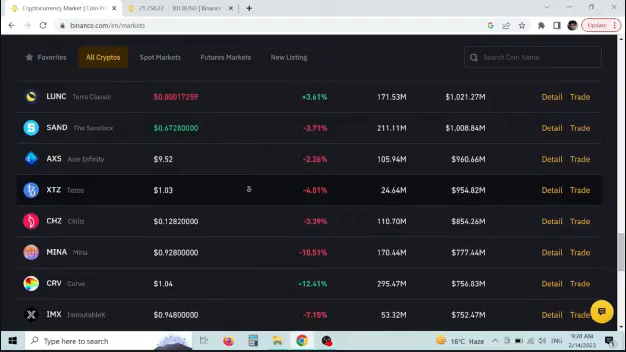 Cryptocurrency Market | Coin Pri
21,754.22
BTCBUSD | Binanc
binance.com/en/markets
Update
Favorites All Cryptos Spot Markets Futures Markets New Listing Search Coin Name
LUNC Terra Classic $0.00017259 +3.61% 171.53M $1,021.27M Detail Trade
SAND The Sandbox $0.67280000 -3.71% 211.11M $1,008.84M Detail Trade
AXS Axie Infinity $9.52 -2.26% 105.94M $960.66M Detail Trade
XTZ Tezos $1.03 -4.01% 24.64M $954.82M Detail Trade
CHZ Chiliz $0.12820000 -3.39% 110.70M $854.26M Detail Trade
MINA Mina $0.92800000 -10.51% 170.44M $777.44M Detail Trade
CRV Curve $1.04 +12.41% 295.47M $756.83M Detail Trade
IMX ImmutableX $0.94800000 -7.15% 53.32M $752.47M Detail Trade
Type here to search
16°C Haze
ENG
9:28 AM
2/14/2023